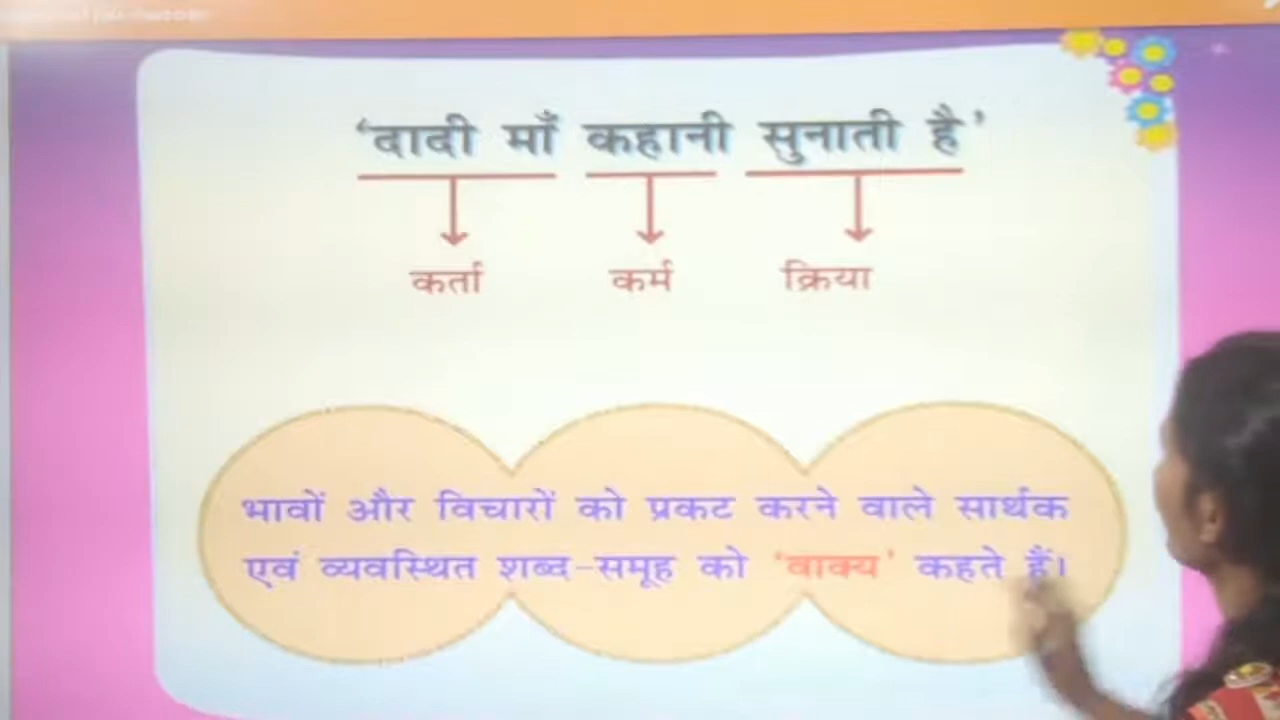 ‘दादी माँ कहानी सुनाती है’
कर्ता कर्म क्रिया
भावों और विचारों को प्रकट करने वाले सार्थक
एवं व्यवस्थित शब्द-समूह को ‘वाक्य’ कहते हैं।